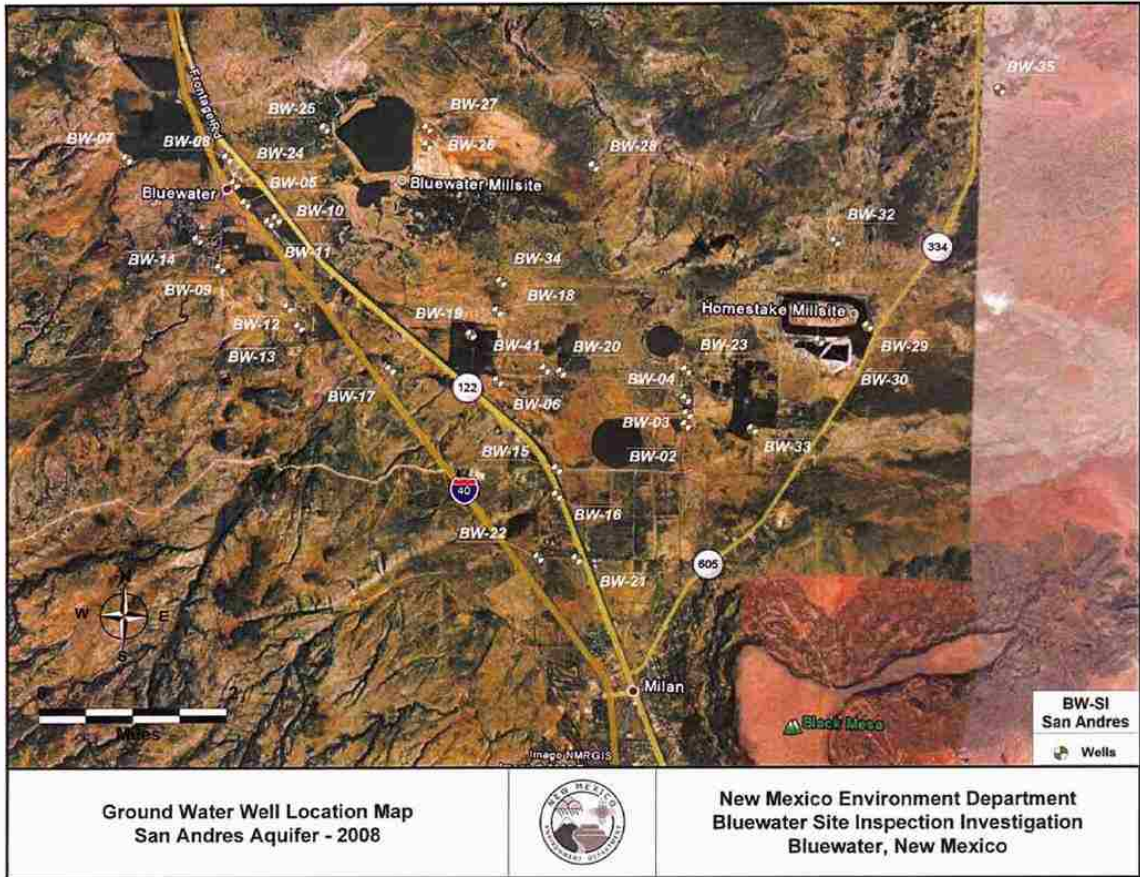 BW-35
Frontage Rd
BW-25
BW-27
BW-07
BW-08
BW-24
BW-26
BW-28
BW-05
Bluewater
Bluewater Millsite
BW-10
BW-32
BW-11
334
BW-14
BW-34
BW-09
BW-18
Homestake Millsite
BW-12
BW-19
BW-13
BW-41
BW-20
BW-23
BW-29
BW-17
122
BW-04
BW-30
BW-06
BW-03
BW-33
BW-15
BW-02
40
BW-16
BW-22
605
BW-21
N
W E
S
Milan
2
Miles
Black Mesa
BW-SI
San Andres
Wells
Image NMRGIS
Ground Water Well Location Map
San Andres Aquifer - 2008
NEW MEXICO
New Mexico Environment Department
Bluewater Site Inspection Investigation
Bluewater, New Mexico